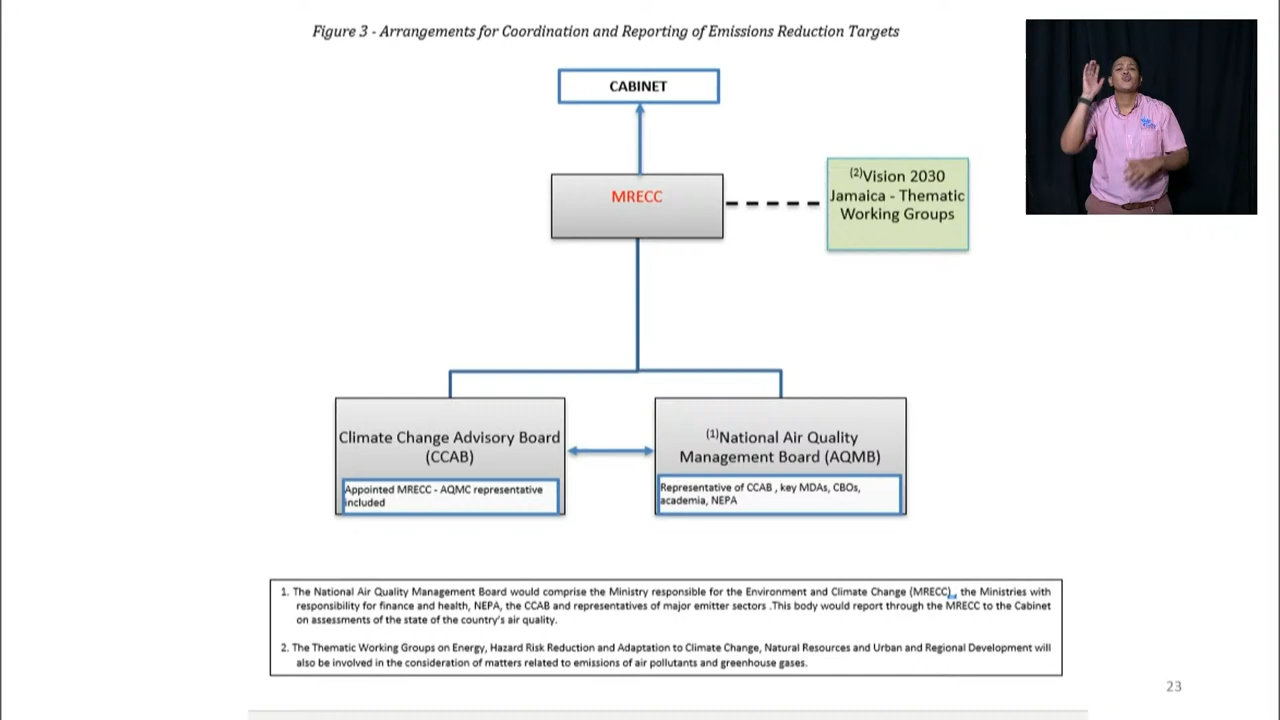 Figure 3 - Arrangements for Coordination and Reporting of Emissions Reduction Targets
CABINET
MRECC
(2)Vision 2030
Jamaica - Thematic
Working Groups
Climate Change Advisory Board
(CCAB)
Appointed MRECC - AQMC representative
included
(1)National Air Quality
Management Board (AQMB)
Representative of CCAB , key MDAs, CBOs,
academia, NEPA
1. The National Air Quality Management Board would comprise the Ministry responsible for the Environment and Climate Change (MRECC) , the Ministries with
responsibility for finance and health, NEPA, the CCAB and representatives of major emitter sectors .This body would report through the MRECC to the Cabinet
on assessments of the state of the country's air quality.
2. The Thematic Working Groups on Energy, Hazard Risk Reduction and Adaptation to Climate Change, Natural Resources and Urban and Regional Development will
also be involved in the consideration of matters related to emissions of air pollutants and greenhouse gases.
23